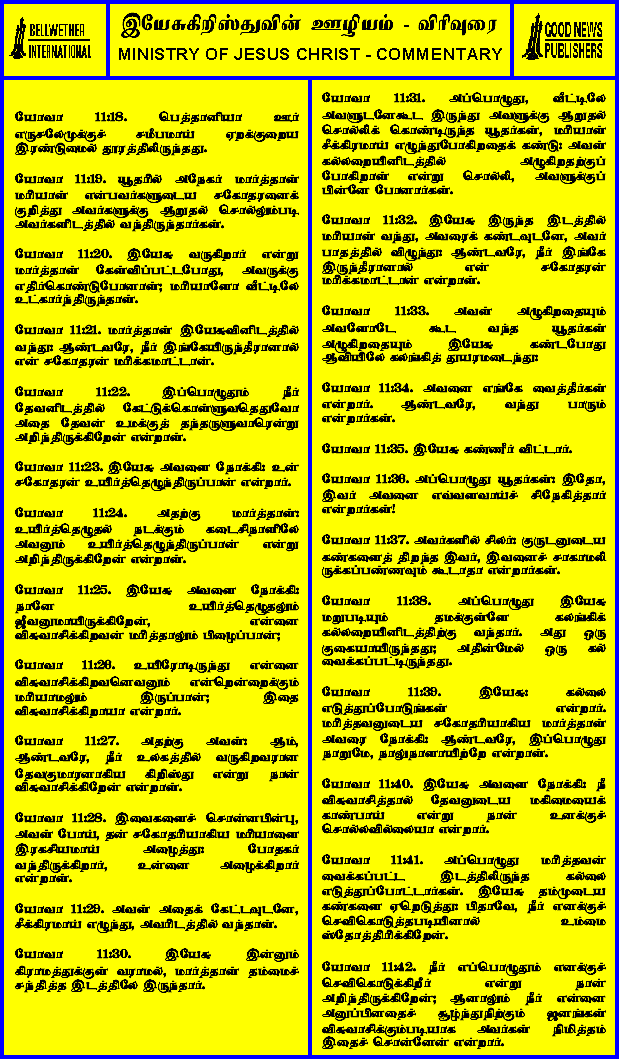 BELLWETHER
INTERNATIONAL
இயேசுகிறிஸ்துவின் ஊழியம் - விரிவுரை
MINISTRY OF JESUS CHRIST - COMMENTARY
GOOD NEWS
PUBLISHERS
யோவா 11:18. பெத்தானியா ஊர்
எருசலேமுக்குச் சமீபமாய் ஏறக்குறைய
இரண்டுமைல் தூரத்திலிருந்தது.
யோவா 11:19. யூதரில் அநேகர் மார்த்தாள்
மரியாள் என்பவர்களுடைய சகோதரனைக்
குறித்து அவர்களுக்கு ஆறுதல் சொல்லும்படி
அவர்களிடத்தில் வந்திருந்தார்கள்.
யோவா 11:20. இயேசு வருகிறார் என்று
மார்த்தாள் கேள்விப்பட்டபோது, அவருக்கு
எதிர்கொண்டுபோனாள்; மரியாளோ வீட்டிலே
உட்கார்ந்திருந்தாள்.
யோவா 11:21. மார்த்தாள் இயேசுவினிடத்தில்
வந்து: ஆண்டவரே, நீர் இங்கேயிருந்தீரானால்
என் சகோதரன் மரிக்கமாட்டான்.
யோவா 11:22. இப்பொழுதும் நீர்
தேவனிடத்தில் கேட்டுக்கொள்ளுவதெதுவோ
அதை தேவன் உமக்குத் தந்தருளுவாரென்று
அறிந்திருக்கிறேன் என்றாள்.
யோவா 11:23. இயேசு அவளை நோக்கி: உன்
சகோதரன் உயிர்த்தெழுந்திருப்பான் என்றார்.
யோவா 11:24. அதற்கு மார்த்தாள்:
உயிர்த்தெழுதல் நடக்கும் கடைசிநாளிலே
அவனும் உயிர்த்தெழுந்திருப்பான் என்று
அறிந்திருக்கிறேன் என்றாள்.
யோவா 11:25. இயேசு அவளை நோக்கி:
நானே உயிர்த்தெழுதலும்
ஜீவனுமாயிருக்கிறேன், என்னை
விசுவாசிக்கிறவன் மரித்தாலும் பிழைப்பான்;
யோவா 11:26. உயிரோடிருந்து என்னை
விசுவாசிக்கிறவனெவனும் என்றென்றைக்கும்
மரியாமலும் இருப்பான்; இதை
விசுவாசிக்கிறாயா என்றார்.
யோவா 11:27. அதற்கு அவள்: ஆம்,
ஆண்டவரே, நீர் உலகத்தில் வருகிறவரான
தேவகுமாரனாகிய கிறிஸ்து என்று நான்
விசுவாசிக்கிறேன் என்றாள்.
யோவா 11:28. இவைகளைச் சொன்னபின்பு,
அவள் போய், தன் சகோதரியாகிய மரியாளை
இரகசியமாய் அழைத்து: போதகர்
வந்திருக்கிறார், உன்னை அழைக்கிறார்
என்றாள்.
யோவா 11:29. அவள் அதைக் கேட்டவுடனே,
சீக்கிரமாய் எழுந்து, அவரிடத்தில் வந்தாள்.
யோவா 11:30. இயேசு இன்னும்
கிராமத்துக்குள் வராமல், மார்த்தாள் தம்மைச்
சந்தித்த இடத்திலே இருந்தார்.
யோவா 11:31. அப்பொழுது, வீட்டிலே
அவளுடனேகூட இருந்து அவளுக்கு ஆறுதல்
சொல்லிக் கொண்டிருந்த யூதர்கள், மரியாள்
சீக்கிரமாய் எழுந்துபோகிறதைக் கண்டு: அவள்
கல்லறையினிடத்தில் அழுகிறதற்குப்
போகிறாள் என்று சொல்லி, அவளுக்குப்
பின்னே போனார்கள்.
யோவா 11:32. இயேசு இருந்த இடத்தில்
மரியாள் வந்து, அவரைக் கண்டவுடனே, அவர்
பாதத்தில் விழுந்து: ஆண்டவரே, நீர் இங்கே
இருந்தீரானால் என் சகோதரன்
மரிக்கமாட்டான் என்றாள்.
யோவா 11:33. அவள் அழுகிறதையும்
அவளோடே கூட வந்த யூதர்கள்
அழுகிறதையும் இயேசு கண்டபோது
ஆவியிலே கலங்கித் துயரமடைந்து:
யோவா 11:34. அவனை எங்கே வைத்தீர்கள்
என்றார். ஆண்டவரே, வந்து பாரும்
என்றார்கள்.
யோவா 11:35. இயேசு கண்ணீர் விட்டார்.
யோவா 11:36. அப்பொழுது யூதர்கள்: இதோ,
இவர் அவனை எவ்வளவாய்ச் சிநேகித்தார்
என்றார்கள்!
யோவா 11:37. அவர்களில் சிலர்: குருடனுடைய
கண்களைத் திறந்த இவர், இவனைச் சாகாமலி
ருக்கப்பண்ணவும் கூடாதா என்றார்கள்.
யோவா 11:38. அப்பொழுது இயேசு
மறுபடியும் தமக்குள்ளே கலங்கிக்
கல்லறையினிடத்திற்கு வந்தார். அது ஒரு
குகையாயிருந்தது; அதின்மேல் ஒரு கல்
வைக்கப்பட்டிருந்தது.
யோவா 11:39. இயேசு: கல்லை
எடுத்துப்போடுங்கள் என்றார்.
மரித்தவனுடைய சகோதரியாகிய மார்த்தாள்
அவரை நோக்கி: ஆண்டவரே, இப்பொழுது
நாறுமே, நாலுநாளாயிற்றே என்றாள்.
யோவா 11:40. இயேசு அவளை நோக்கி: நீ
விசுவாசித்தால் தேவனுடைய மகிமையைக்
காண்பாய் என்று நான் உனக்குச்
சொல்லவில்லையா என்றார்.
யோவா 11:41. அப்பொழுது மரித்தவன்
வைக்கப்பட்ட இடத்திலிருந்த கல்லை
எடுத்துப்போட்டார்கள். இயேசு தம்முடைய
கண்களை ஏறெடுத்து: பிதாவே, நீர் எனக்குச்
செவிகொடுத்தபடியினால் உம்மை
ஸ்தோத்திரிக்கிறேன்.
யோவா 11:42. நீர் எப்பொழுதும் எனக்குச்
செவிகொடுக்கிறீர் என்று நான்
அறிந்திருக்கிறேன்; ஆனாலும் நீர் என்னை
அனுப்பினதைச் சூழ்ந்துநிற்கும் ஜனங்கள்
விசுவாசிக்கும்படியாக அவர்கள் நிமித்தம்
இதைச் சொன்னேன் என்றார்.